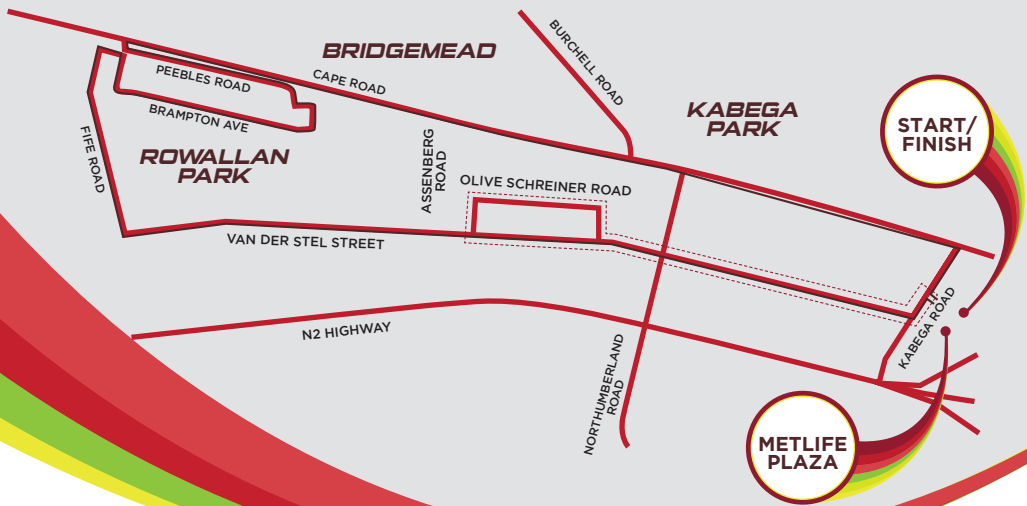 BRIDGEMEAD
BURCHELL ROAD
PEEBLES ROAD
CAPE ROAD
KABEGA
PARK
START/
FINISH
BRAMPTON AVE
FIFE ROAD
ROWALLAN
PARK
ASSENBERG
ROAD
OLIVE SCHREINER ROAD
VAN DER STEL STREET
N2 HIGHWAY
KABEGA ROAD
NORTHUMBERLAND
ROAD
METLIFE
PLAZA